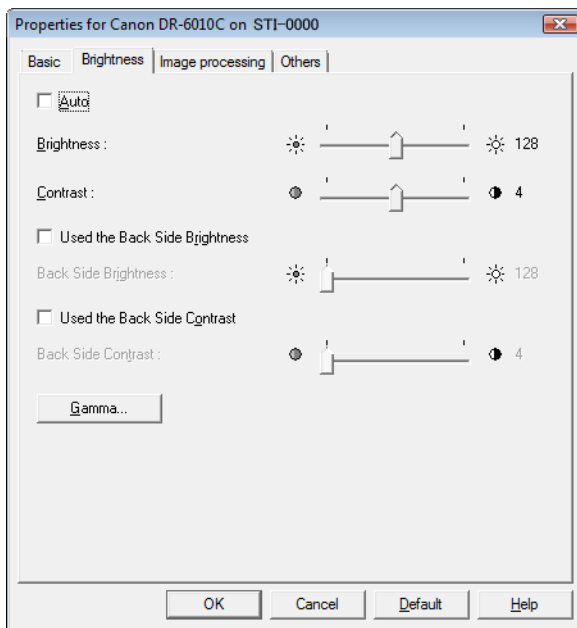 Properties for Canon DR-6010C on STI-0000
Basic Brightness Image processing Others
Auto
Brightness : 128
Contrast : 4
Used the Back Side Brightness
Back Side Brightness : 128
Used the Back Side Contrast
Back Side Contrast : 4
Gamma...
OK Cancel Default Help